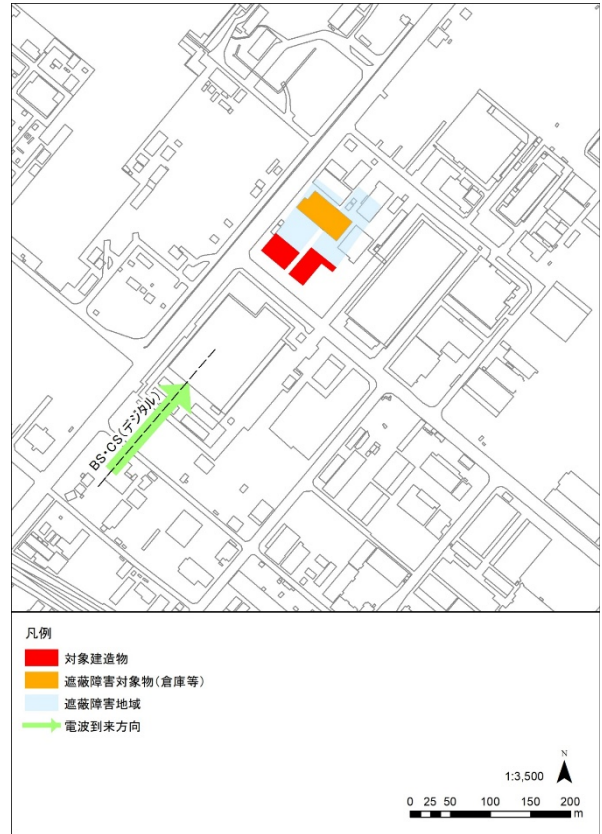 BS・CS(デジタル)
凡例
対象建造物
遮蔽障害対象物(倉庫等)
遮蔽障害地域
電波到来方向
N
1:3,500
0 25 50 100 150 200
m